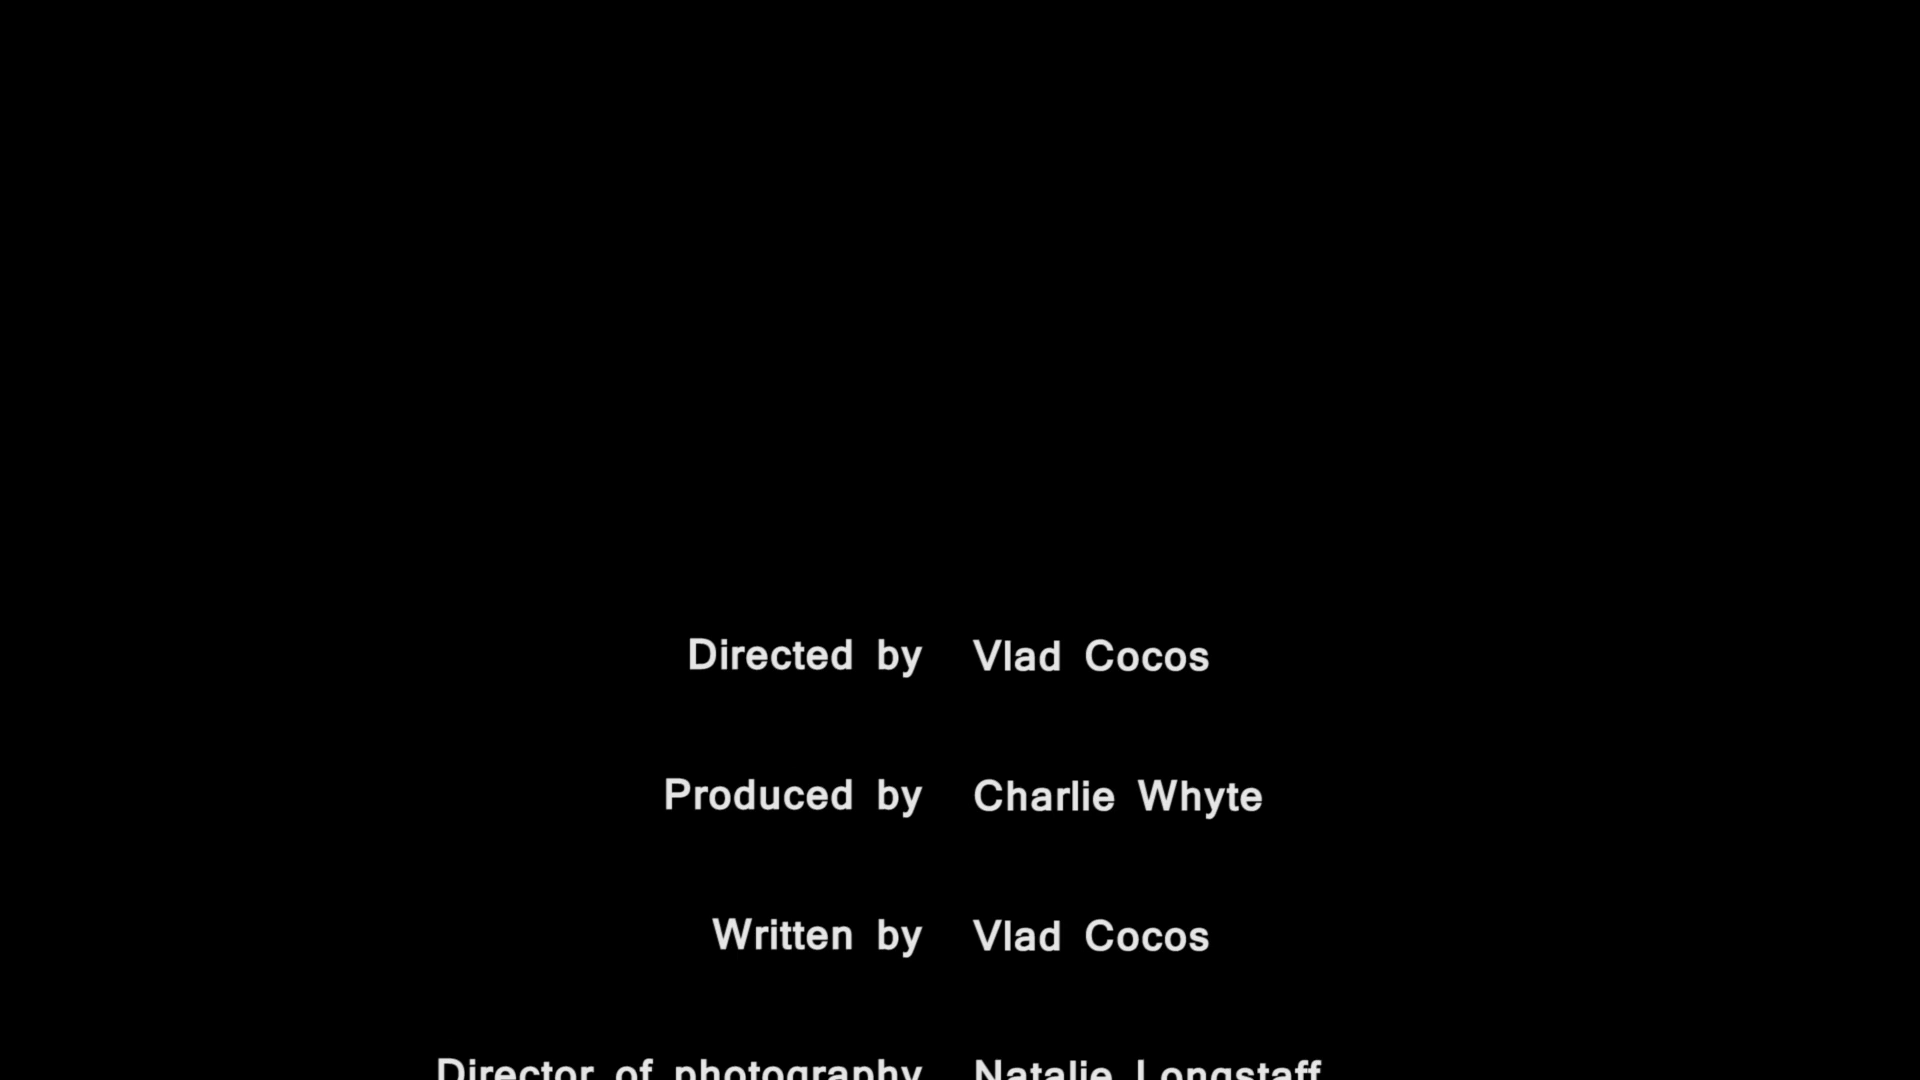 Directed by Vlad Cocos
Produced by Charlie Whyte
Written by Vlad Cocos
Director of photography Natalie Longstaff